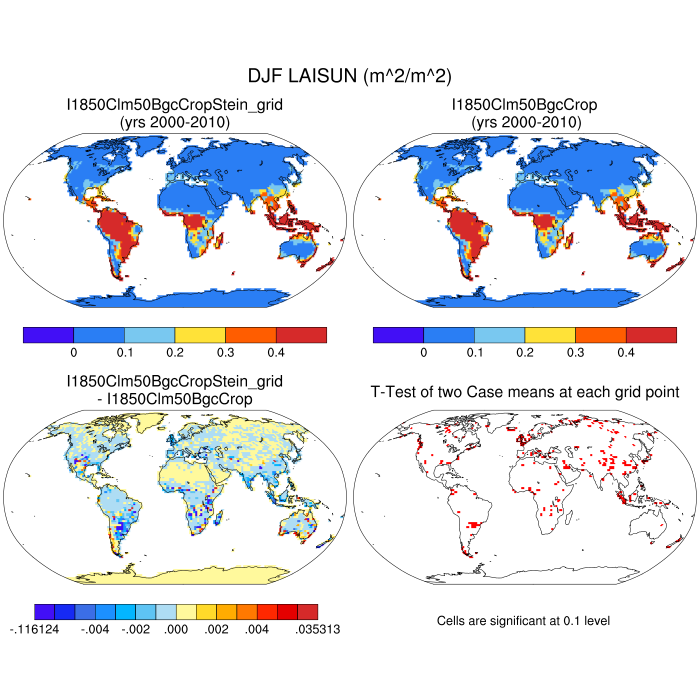 DJF LAISUN (m^2/m^2)
I1850Clm50BgcCropStein_grid
(yrs 2000-2010)
I1850Clm50BgcCrop
(yrs 2000-2010)
0 0.1 0.2 0.3 0.4
0 0.1 0.2 0.3 0.4
I1850Clm50BgcCropStein_grid
- I1850Clm50BgcCrop
T-Test of two Case means at each grid point
-.116124 -.004 -.002 .000 .002 .004 .035313
Cells are significant at 0.1 level